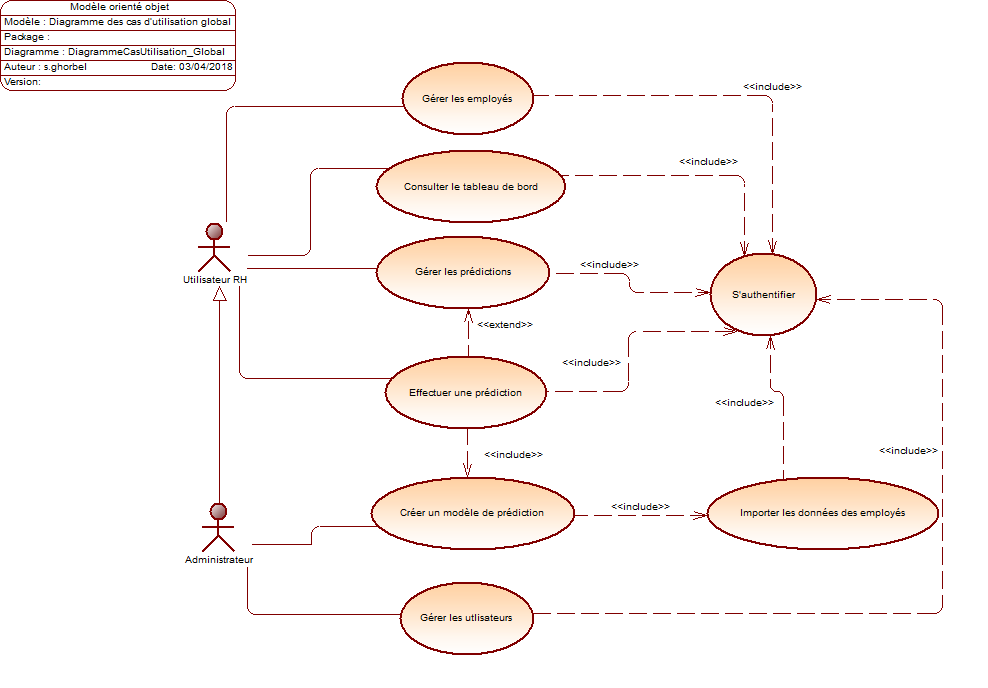 Modèle orienté objet
Modèle : Diagramme des cas d'utilisation global
Package :
Diagramme : DiagrammeCasUtilisation_Global
Auteur : s.ghorbel Date: 03/04/2018
Version:
<<include>>
Gérer les employés
<<include>>
Consulter le tableau de bord
<<include>>
Gérer les prédictions
Utilisateur RH
S'authentifier
<<extend>>
<<include>>
Effectuer une prédiction
<<include>>
<<include>>
<<include>>
<<include>>
Créer un modèle de prédiction
Importer les données des employés
Administrateur
Gérer les utlisateurs